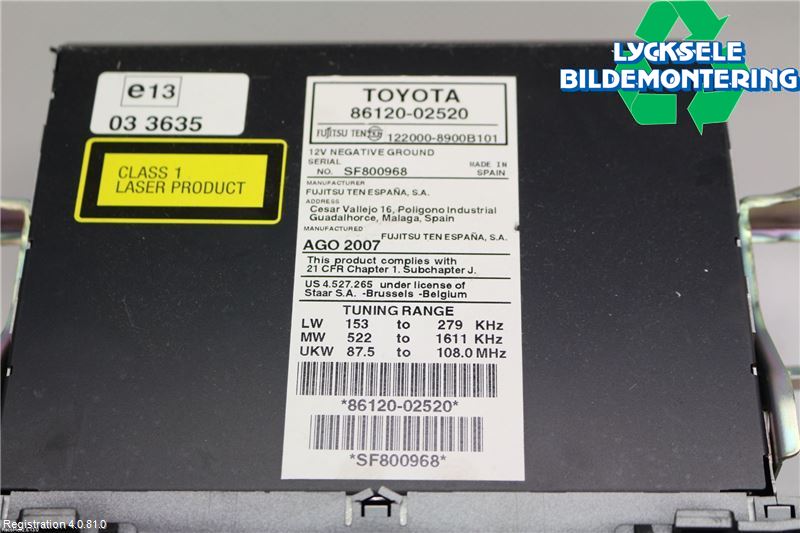 LYCKSELE
BILDEMONTERING
e13
03 3635
CLASS 1
LASER PRODUCT
TOYOTA
86120-02520
FUJITSU TEN 122000-8900B101
12V NEGATIVE GROUND
SERIAL
NO. SF800968
MADE IN
SPAIN
MANUFACTURER
FUJITSU TEN ESPAÑA, S.A.
ADDRESS
Cesar Vallejo 16, Poligono Industrial
Guadalhorce, Malaga, Spain
MANUFACTURED
FUJITSU TEN ESPAÑA, S.A.
AGO 2007
This product complies with
21 CFR Chapter 1. Subchapter J.
US 4.527.265 under license of
Staar S.A. -Brussels -Belgium
TUNING RANGE
LW 153 to 279 KHz
MW 522 to 1611 KHz
UKW 87.5 to 108.0 MHz
*86120-02520*
*SF800968*
Registration 4.0.81.0